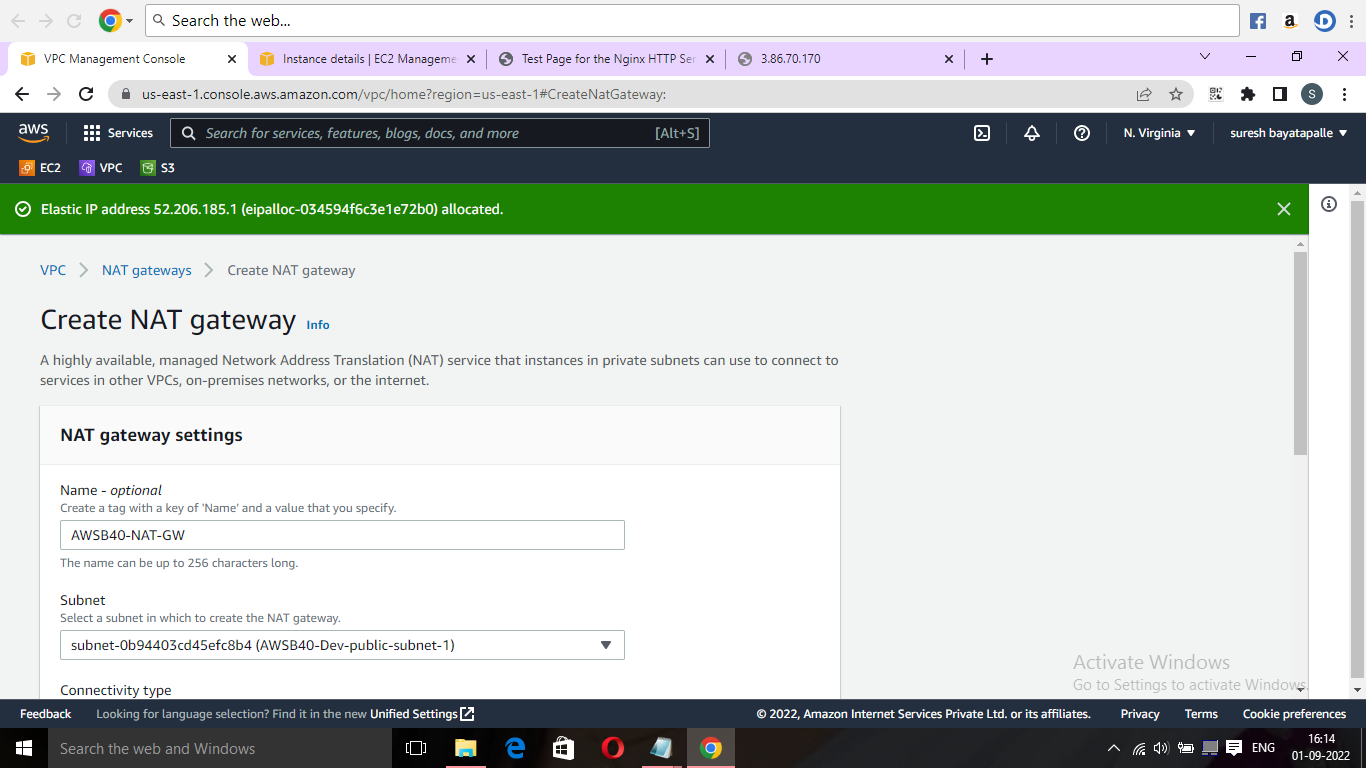 Search the web...
VPC Management Console
Instance details | EC2 Manageme
Test Page for the Nginx HTTP Ser
3.86.70.170
us-east-1.console.aws.amazon.com/vpc/home?region=us-east-1#CreateNatGateway:
S
aws
Services
Search for services, features, blogs, docs, and more
[Alt+S]
N. Virginia
suresh bayatapalle
EC2
VPC
S3
Elastic IP address 52.206.185.1 (eipalloc-034594f6c3e1e72b0) allocated.
VPC
NAT gateways
Create NAT gateway
Create NAT gateway Info
A highly available, managed Network Address Translation (NAT) service that instances in private subnets can use to connect to
services in other VPCs, on-premises networks, or the internet.
NAT gateway settings
Name - optional
Create a tag with a key of 'Name' and a value that you specify.
AWSB40-NAT-GW
The name can be up to 256 characters long.
Subnet
Select a subnet in which to create the NAT gateway.
subnet-0b94403cd45efc8b4 (AWSB40-Dev-public-subnet-1)
Connectivity type
Activate Windows
Go to Settings to activate Windows.
Feedback
Looking for language selection? Find it in the new Unified Settings
© 2022, Amazon Internet Services Private Ltd. or its affiliates.
Privacy
Terms
Cookie preferences
Search the web and Windows
ENG
16:14
01-09-2022